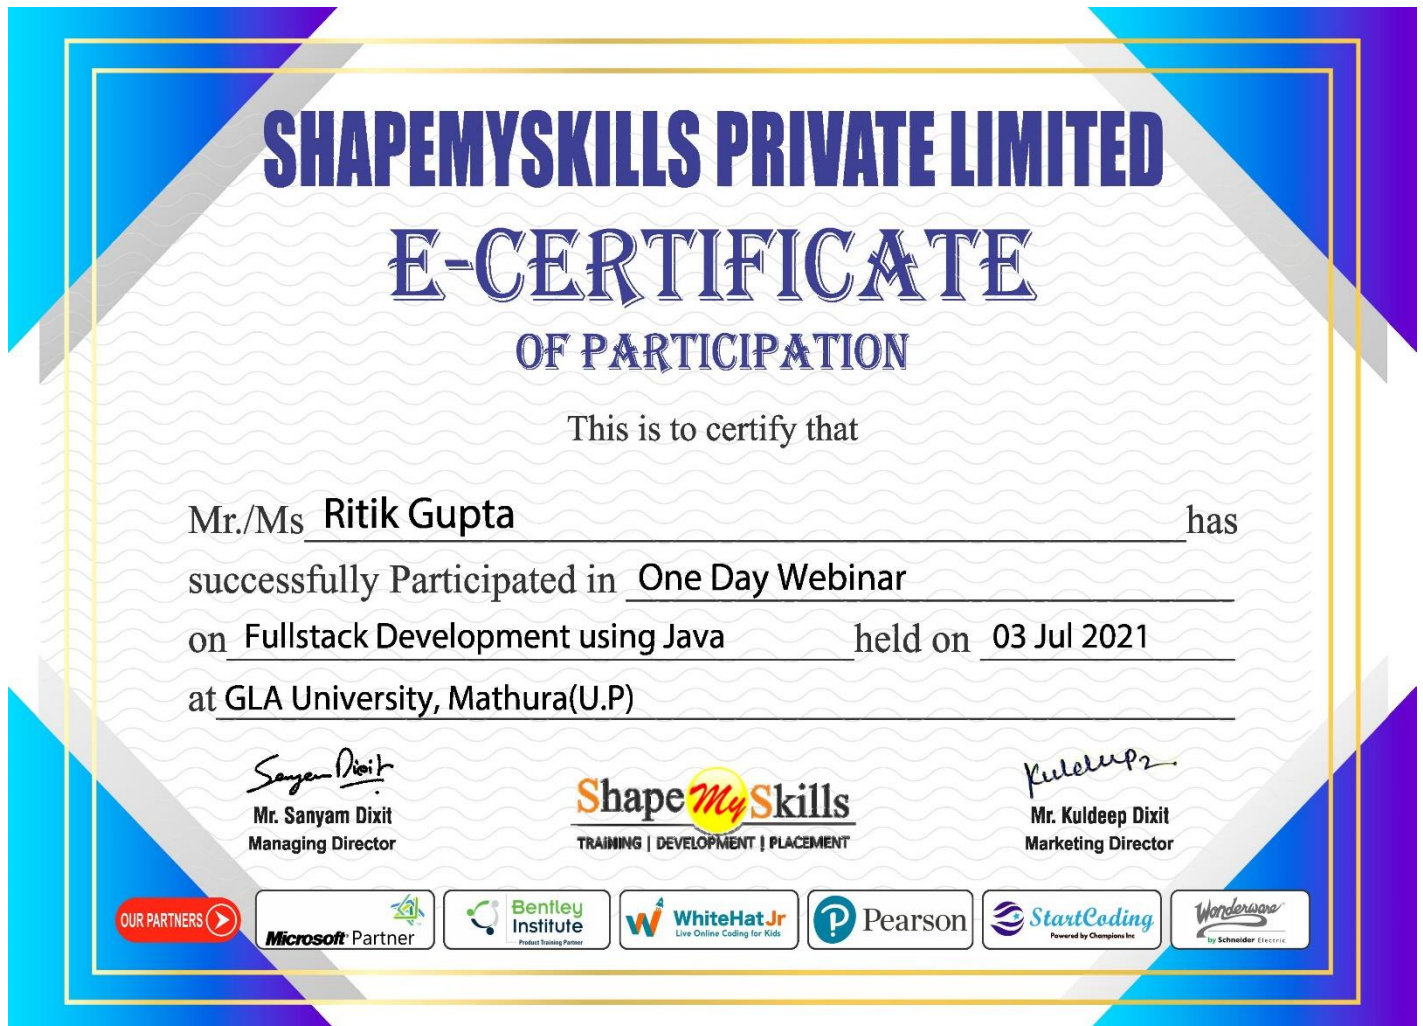 SHAPEMYSKILLS PRIVATE LIMITED
E-CERTIFICATE
OF PARTICIPATION
This is to certify that
Mr./Ms Ritik Gupta has
successfully Participated in One Day Webinar
on Fullstack Development using Java held on 03 Jul 2021
at GLA University, Mathura(U.P)
Sanyam Dixit
Mr. Sanyam Dixit
Managing Director
Shape My Skills
TRAINING | DEVELOPMENT | PLACEMENT
Mr. Kuldeep Dixit
Marketing Director
OUR PARTNERS
Microsoft Partner
Bentley
Institute
Product Training Partner
WhiteHat Jr
Live Online Coding for Kids
Pearson
StartCoding
Powered by Champions Inc
Wonderware
by Schneider Electric